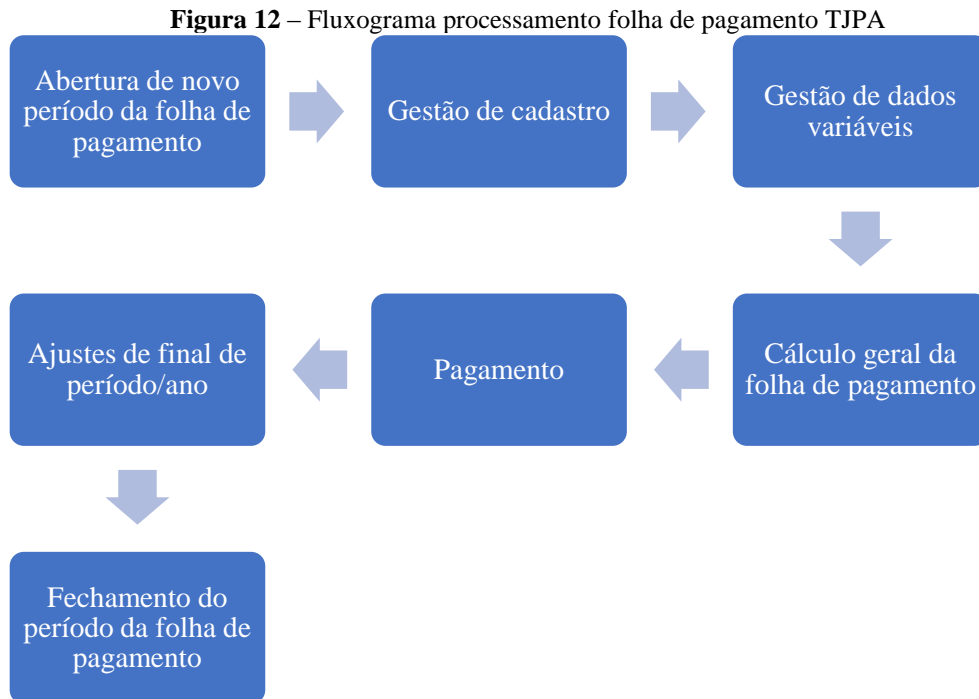 Figura 12 – Fluxograma processamento folha de pagamento TJPA
Abertura de novo
período da folha de
pagamento
Gestão de cadastro
Gestão de dados
variáveis
Cálculo geral da
folha de pagamento
Pagamento
Ajustes de final de
período/ano
Fechamento do
período da folha de
pagamento